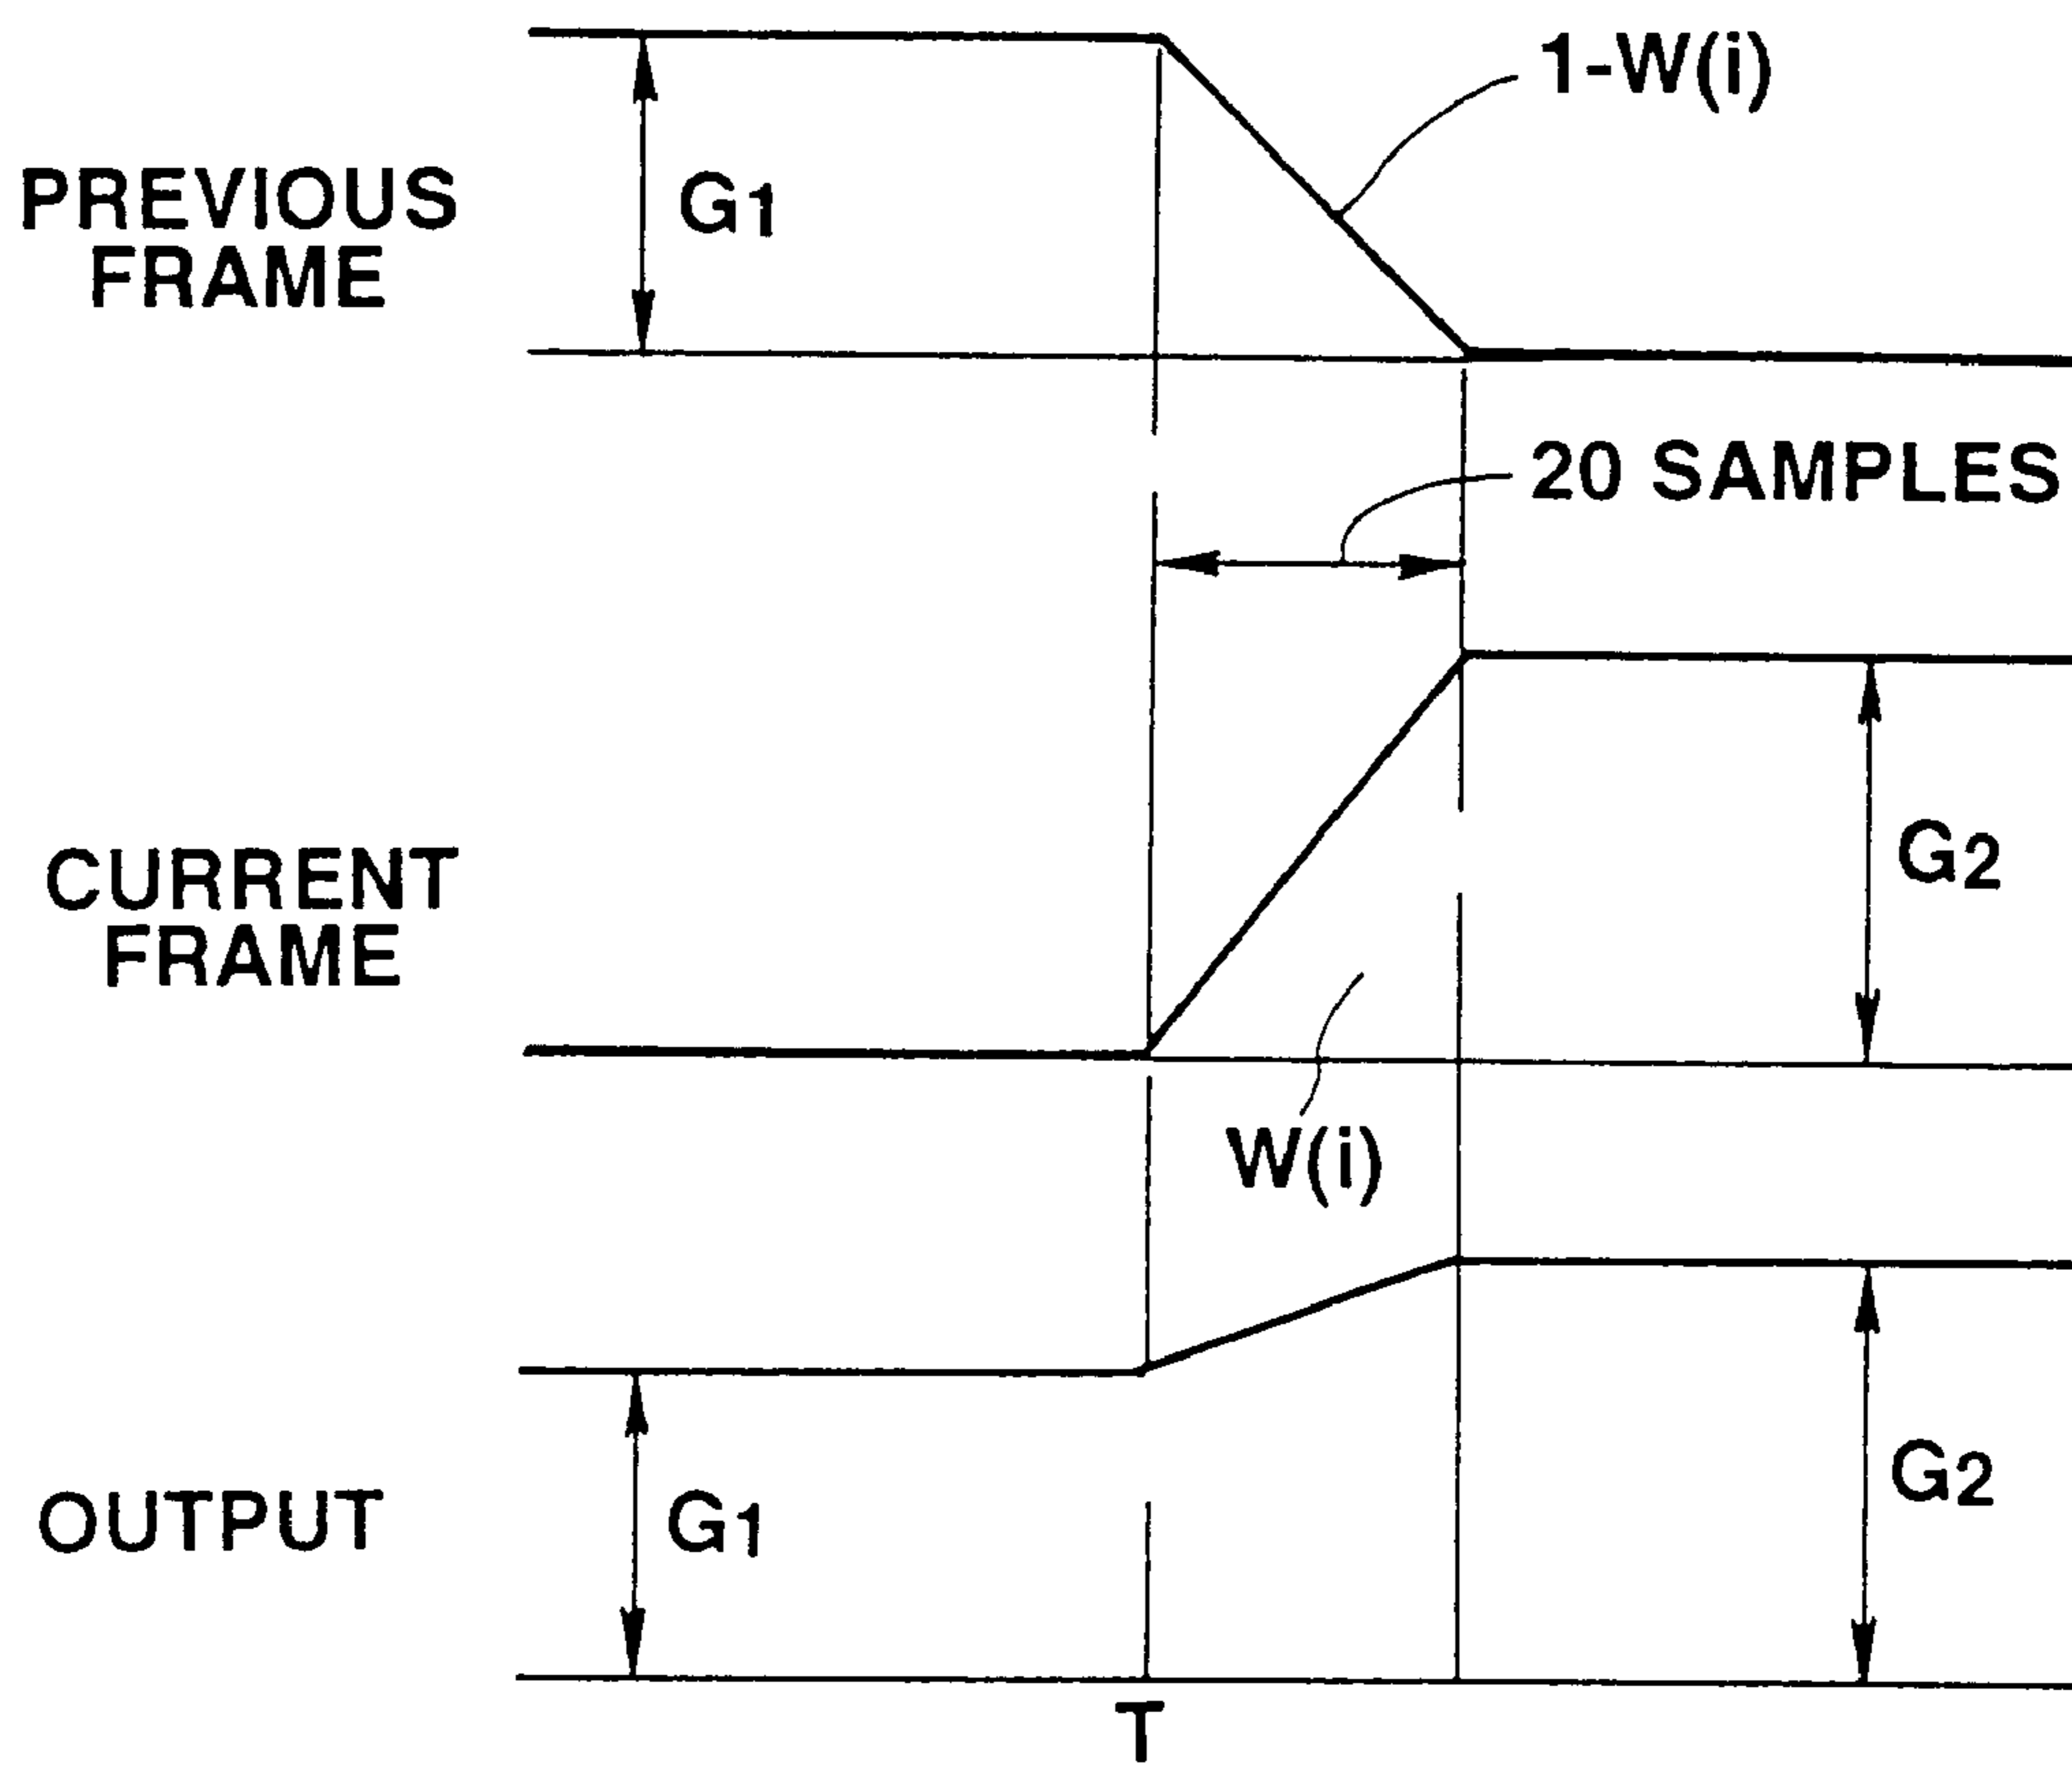 1-W(i)
PREVIOUS
FRAME
G1
20 SAMPLES
CURRENT
FRAME
G2
W(i)
OUTPUT
G1
G2
T